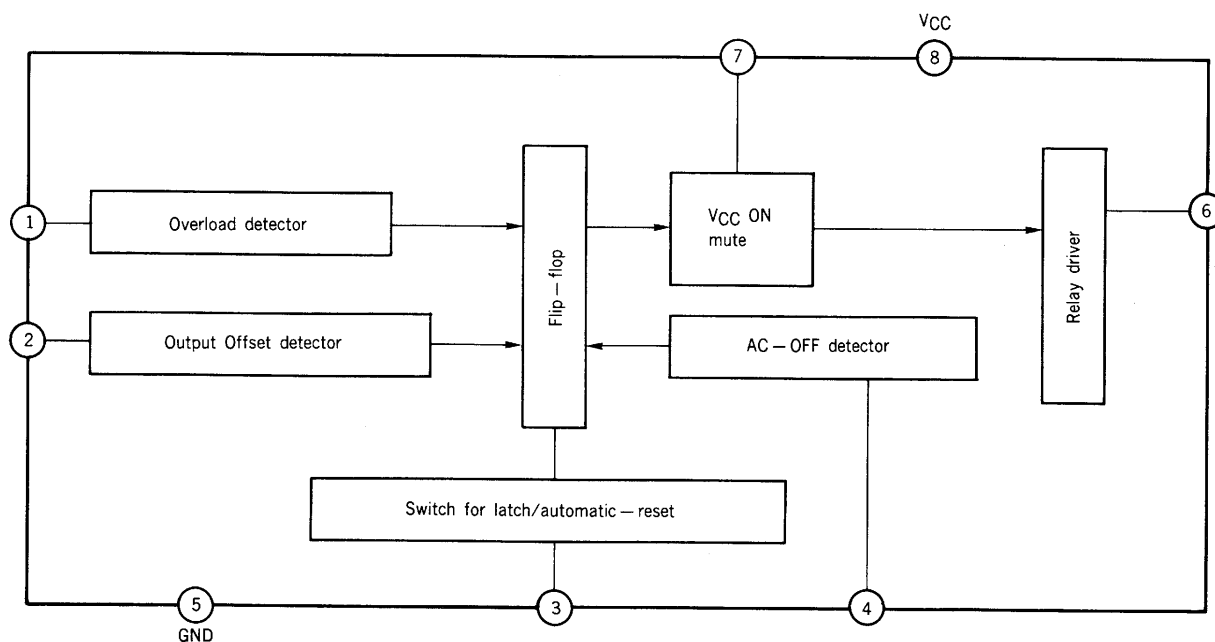 VCC
7
8
1
Overload detector
Flip-flop
VCC ON
mute
Relay driver
6
2
Output Offset detector
AC-OFF detector
Switch for latch/automatic-reset
5
GND
3
4